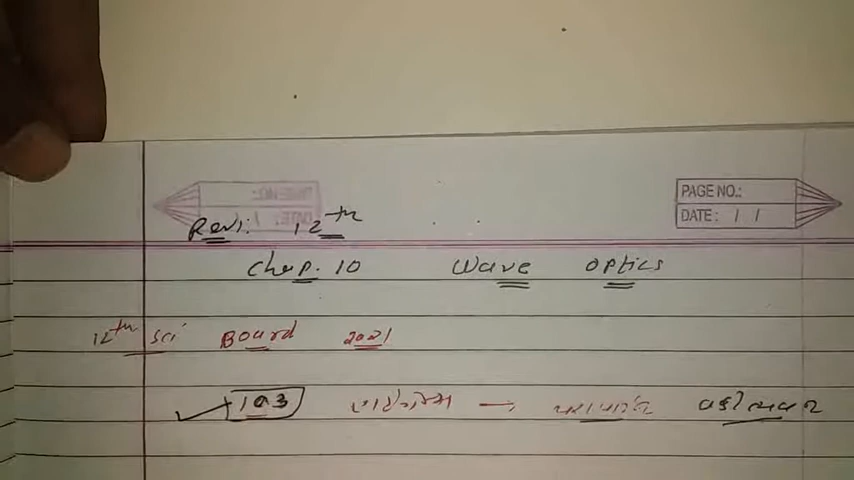 PAGE NO.:
DATE: / /
Revi: 12th
Chap. 10 Wave Optics
12th Sci Board 2021
103